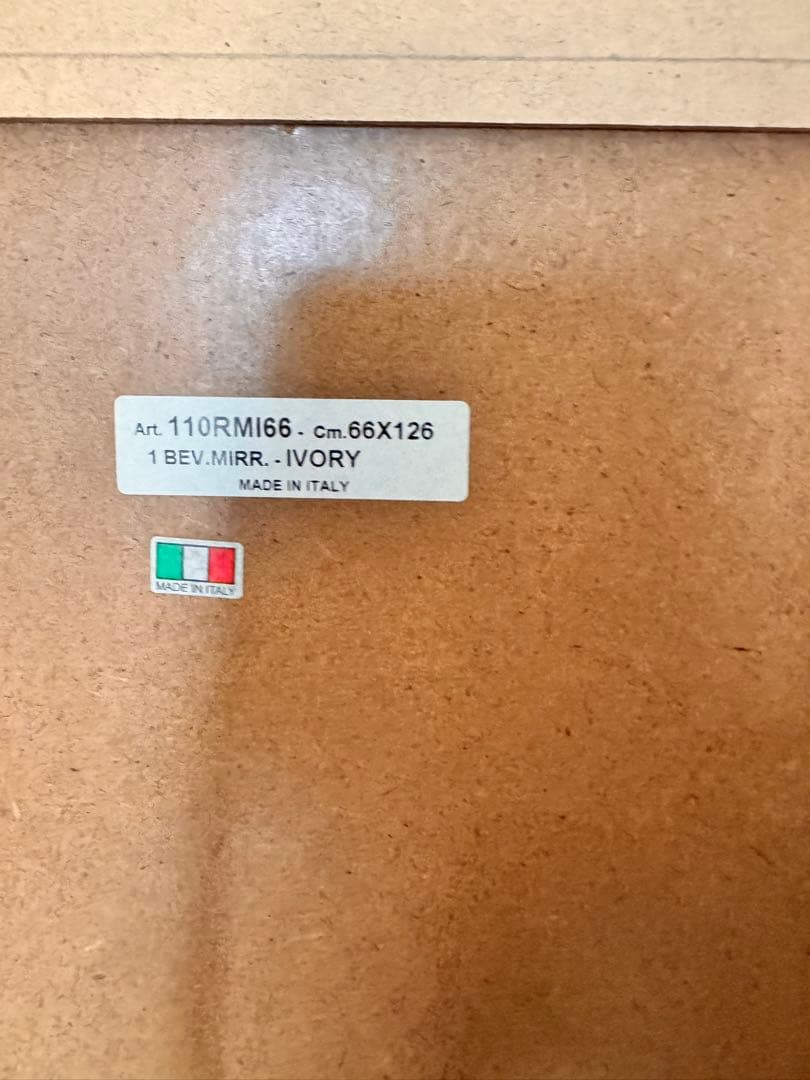 Art. 110RMI66 - Cm.66X126
1 BEV.MIRR. - IVORY
MADE IN ITALY
MADE IN ITALY